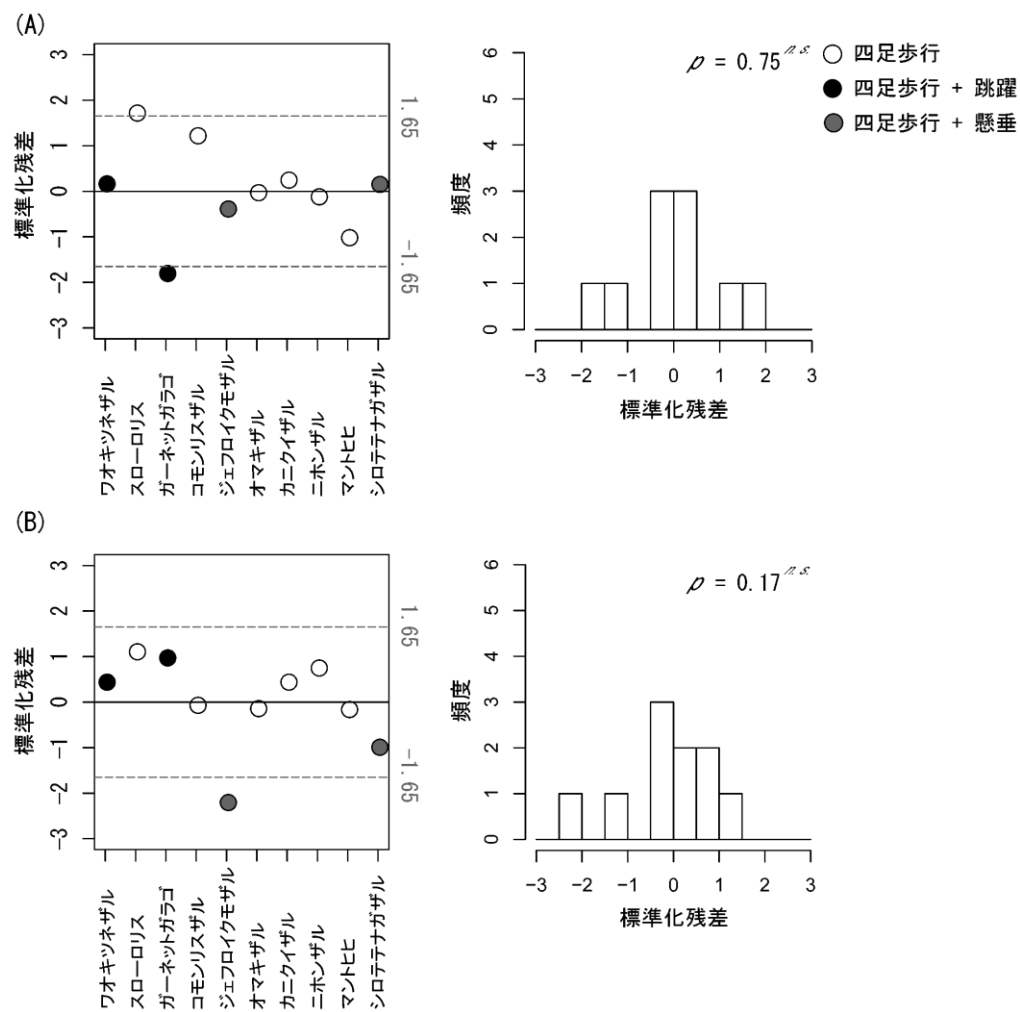 (A)
3
2
1
0
-1
-2
-3
標準化残差
1.65
-1.65
ワオキツネザル
スローロリス
ガーネットガラゴ
コモンリスザル
ジェフロイクモザル
オマキザル
カニクイザル
ニホンザル
マントヒヒ
シロテテナガザル
6
5
4
3
2
1
0
頻度
p = 0.75 n.s.
-3 -2 -1 0 1 2 3
標準化残差
四足歩行
四足歩行 + 跳躍
四足歩行 + 懸垂
(B)
3
2
1
0
-1
-2
-3
標準化残差
1.65
-1.65
ワオキツネザル
スローロリス
ガーネットガラゴ
コモンリスザル
ジェフロイクモザル
オマキザル
カニクイザル
ニホンザル
マントヒヒ
シロテテナガザル
6
5
4
3
2
1
0
頻度
p = 0.17 n.s.
-3 -2 -1 0 1 2 3
標準化残差